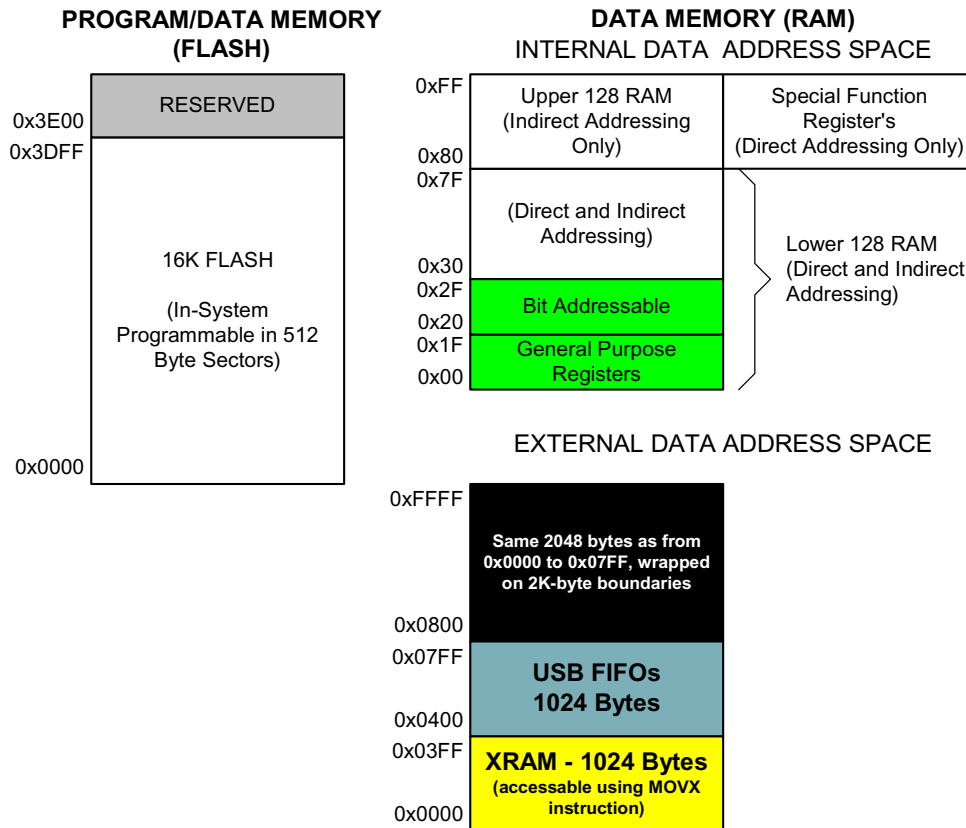 PROGRAM/DATA MEMORY
(FLASH)
RESERVED
0x3E00
0x3DFF
16K FLASH
(In-System
Programmable in 512
Byte Sectors)
0x0000
DATA MEMORY (RAM)
INTERNAL DATA ADDRESS SPACE
0xFF
Upper 128 RAM
(Indirect Addressing
Only)
0x80
Special Function
Register's
(Direct Addressing Only)
0x7F
(Direct and Indirect
Addressing)
0x30
0x2F
Bit Addressable
0x20
0x1F
General Purpose
Registers
0x00
Lower 128 RAM
(Direct and Indirect
Addressing)
EXTERNAL DATA ADDRESS SPACE
0xFFFF
Same 2048 bytes as from
0x0000 to 0x07FF, wrapped
on 2K-byte boundaries
0x0800
0x07FF
USB FIFOs
1024 Bytes
0x0400
0x03FF
XRAM - 1024 Bytes
(accessable using MOVX
instruction)
0x0000